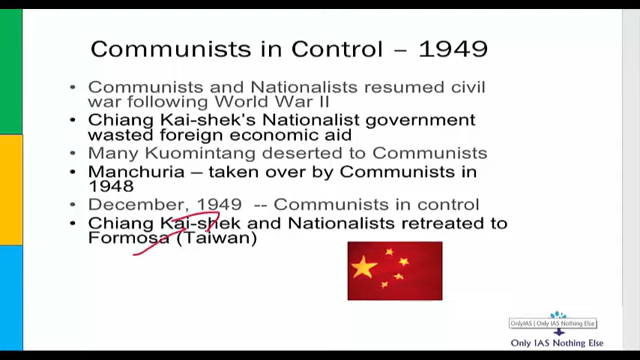 Communists in Control – 1949
• Communists and Nationalists resumed civil
war following World War II
• Chiang Kai-shek's Nationalist government
wasted foreign economic aid
• Many Kuomintang deserted to Communists
• Manchuria – taken over by Communists in
1948
• December, 1949 -- Communists in control
• Chiang Kai-shek and Nationalists retreated to
Formosa (Taiwan)
OnlyIAS | Only IAS Nothing Else
Only IAS Nothing Else